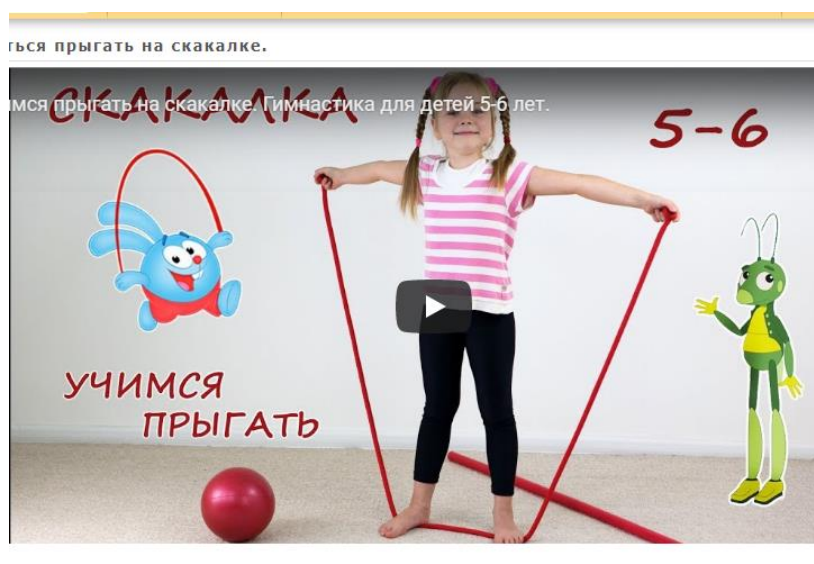 ться прыгать на скакалке.
имся прыгать на скакалке. Гимнастика для детей 5-6 лет.
СКАКАЛКА
5-6
УЧИМСЯ
ПРЫГАТЬ